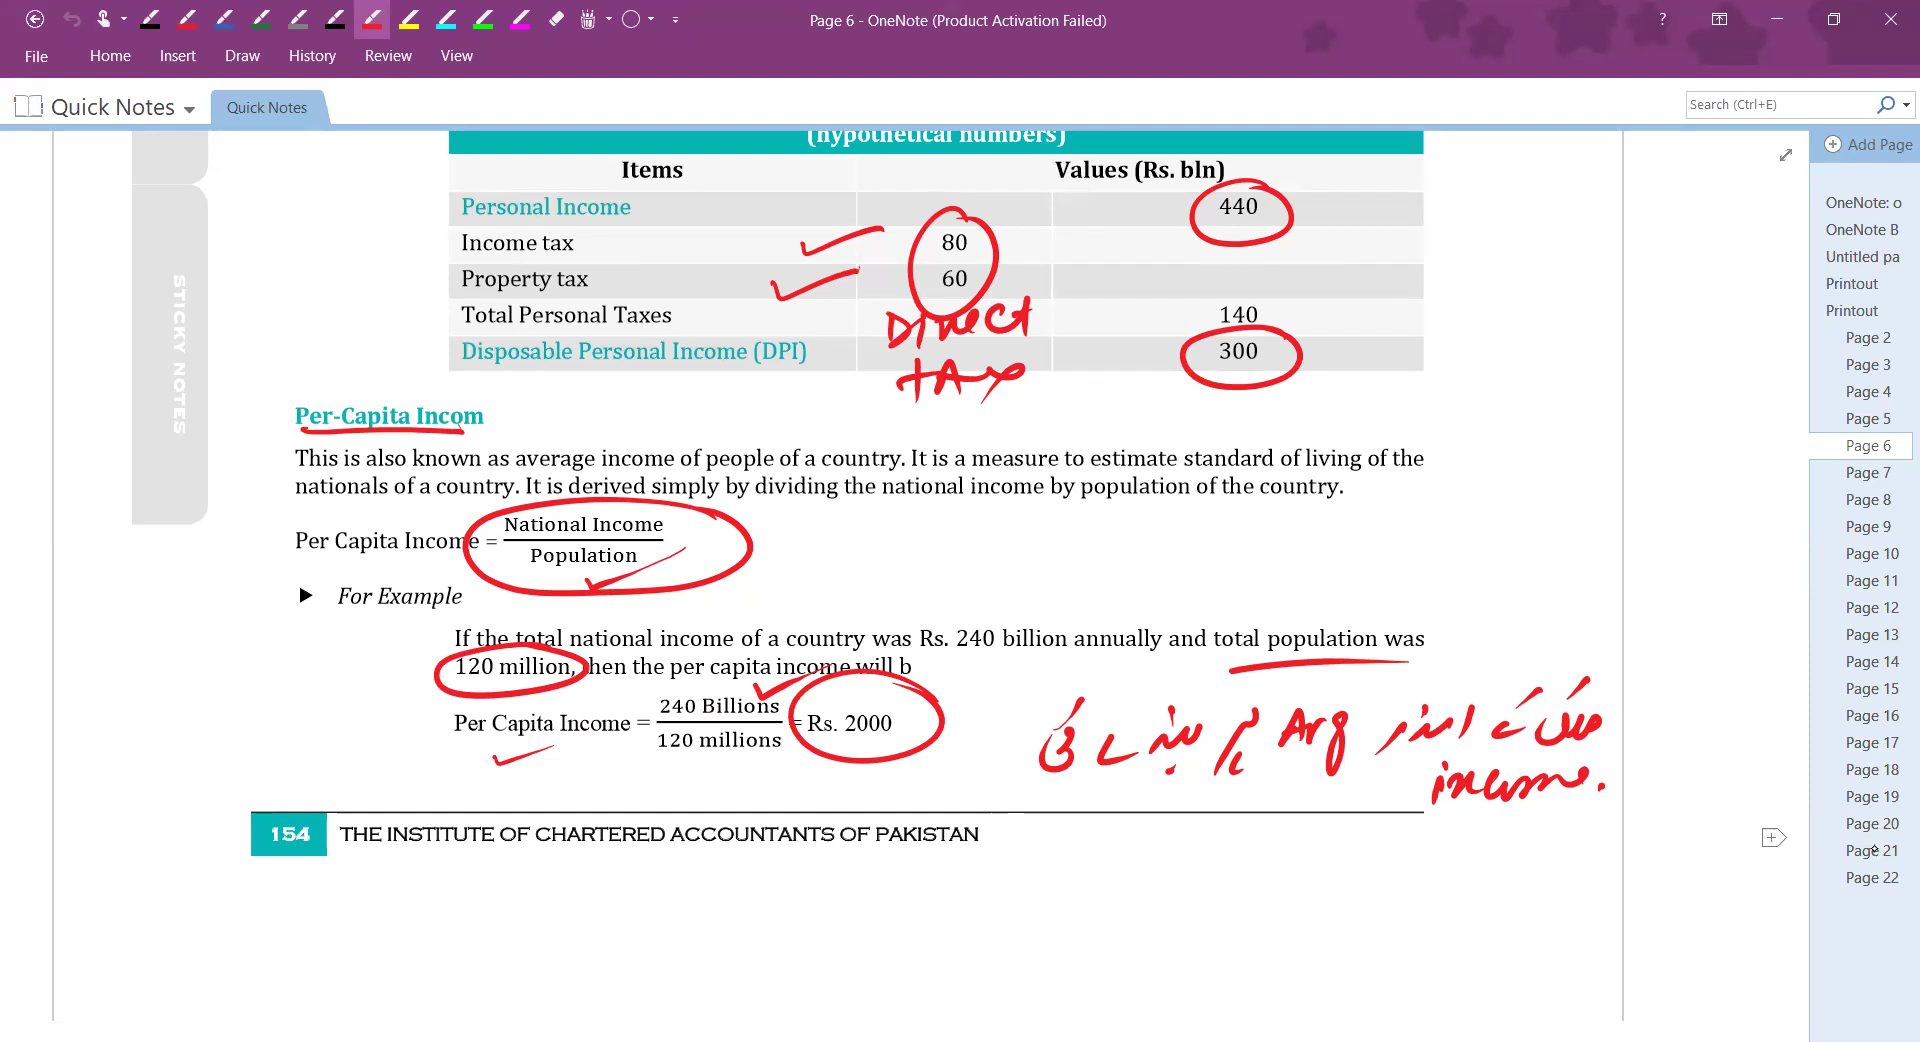 Page 6 - OneNote (Product Activation Failed)
?
File Home Insert Draw History Review View
Quick Notes Quick Notes
Search (Ctrl+E)
(hypothetical numbers)
Items Values (Rs. bln)
Personal Income 440
Income tax 80
Property tax 60
Total Personal Taxes 140
Disposable Personal Income (DPI) 300
Direct
tax
STICKY NOTES
Per-Capita Incom
This is also known as average income of people of a country. It is a measure to estimate standard of living of the
nationals of a country. It is derived simply by dividing the national income by population of the country.
Per Capita Income = National Income
Population
For Example
If the total national income of a country was Rs. 240 billion annually and total population was
120 million, then the per capita income will b
Per Capita Income = 240 Billions
120 millions
= Rs. 2000
Avg
income.
154 THE INSTITUTE OF CHARTERED ACCOUNTANTS OF PAKISTAN
Add Page
OneNote: o
OneNote B
Untitled pa
Printout
Printout
Page 2
Page 3
Page 4
Page 5
Page 6
Page 7
Page 8
Page 9
Page 10
Page 11
Page 12
Page 13
Page 14
Page 15
Page 16
Page 17
Page 18
Page 19
Page 20
Page 21
Page 22